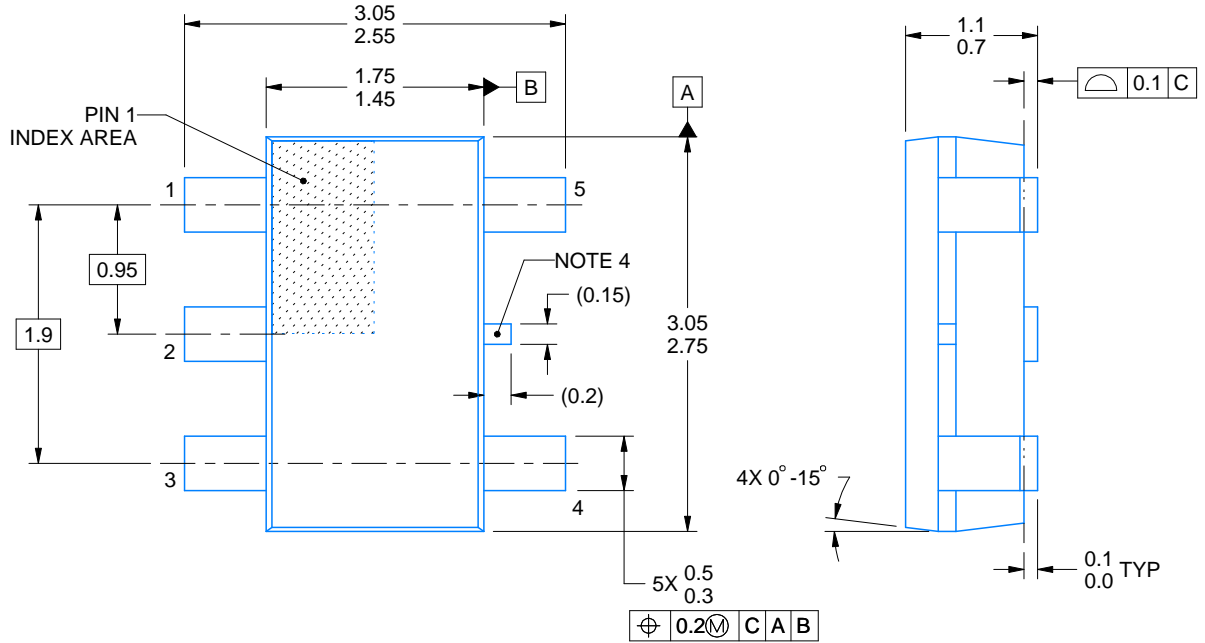 3.05
2.55
1.75
1.45
B
A
1.1
0.7
0.1 C
PIN 1
INDEX AREA
1
5
0.95
NOTE 4
(0.15)
1.9
2
3.05
2.75
(0.2)
3
4
4X 0° -15°
5X 0.5
0.3
0.1
0.0 TYP
⌖ 0.2Ⓜ C A B